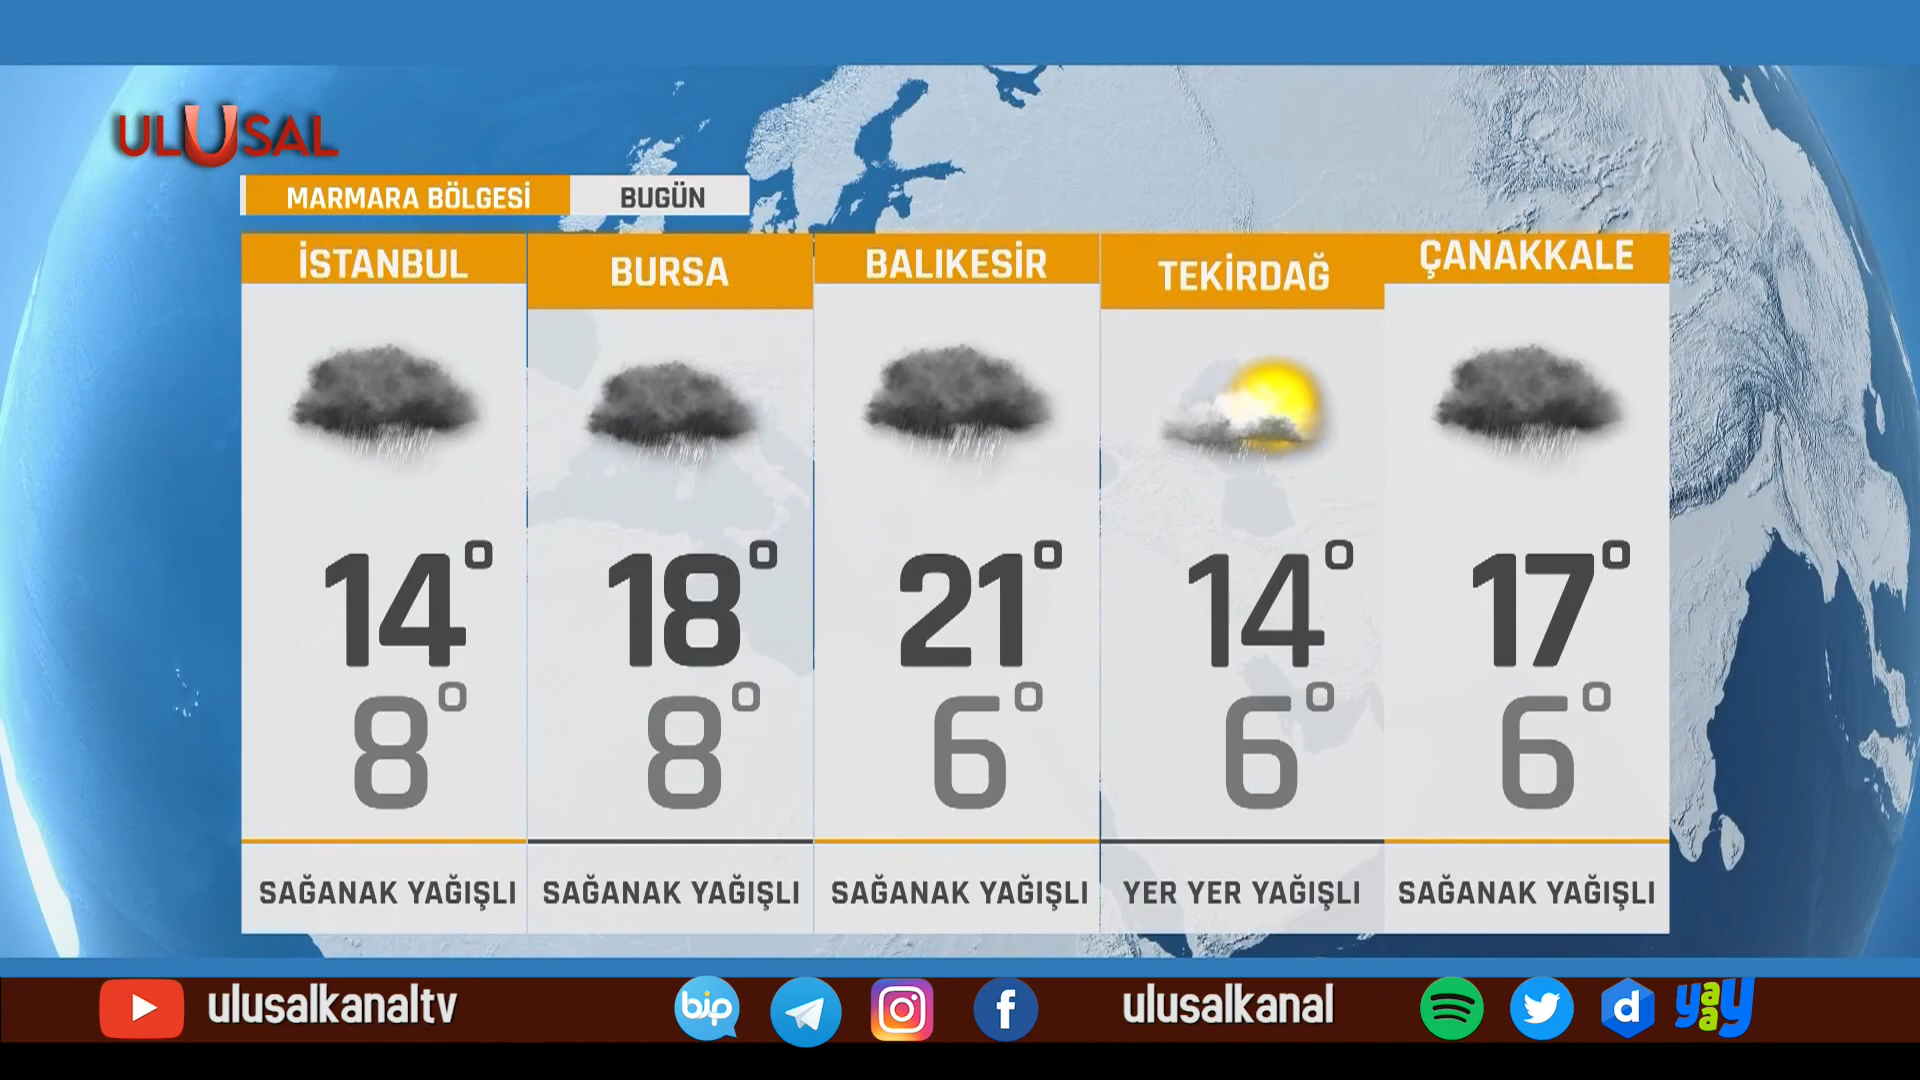 ULUSAL
MARMARA BÖLGESİ BUGÜN
İSTANBUL BURSA BALIKESİR TEKİRDAĞ ÇANAKKALE
14° 18° 21° 14° 17°
8° 8° 6° 6° 6°
SAĞANAK YAĞIŞLI SAĞANAK YAĞIŞLI SAĞANAK YAĞIŞLI YER YER YAĞIŞLI SAĞANAK YAĞIŞLI
ulusalkanaltv bip f ulusalkanal d yaay